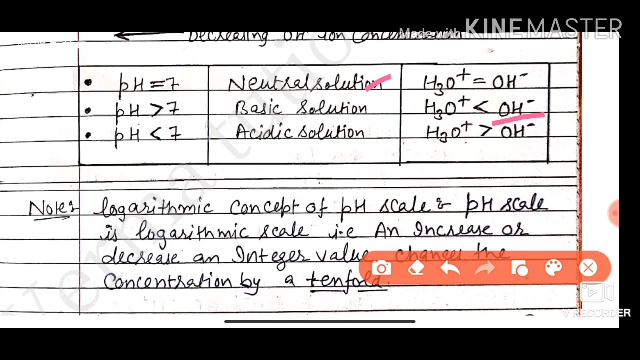 Decreasing OH⁻ ion Concentration
Made with KINEMASTER
• pH = 7 Neutral solution H₃O⁺ = OH⁻
• pH > 7 Basic solution H₃O⁺ < OH⁻
• pH < 7 Acidic solution H₃O⁺ > OH⁻
Note:- logarithmic concept of pH scale :- pH scale
is logarithmic scale i.e An Increase or
decrease an Integer value changes the
Concentration by a tenfold.
RECORDER